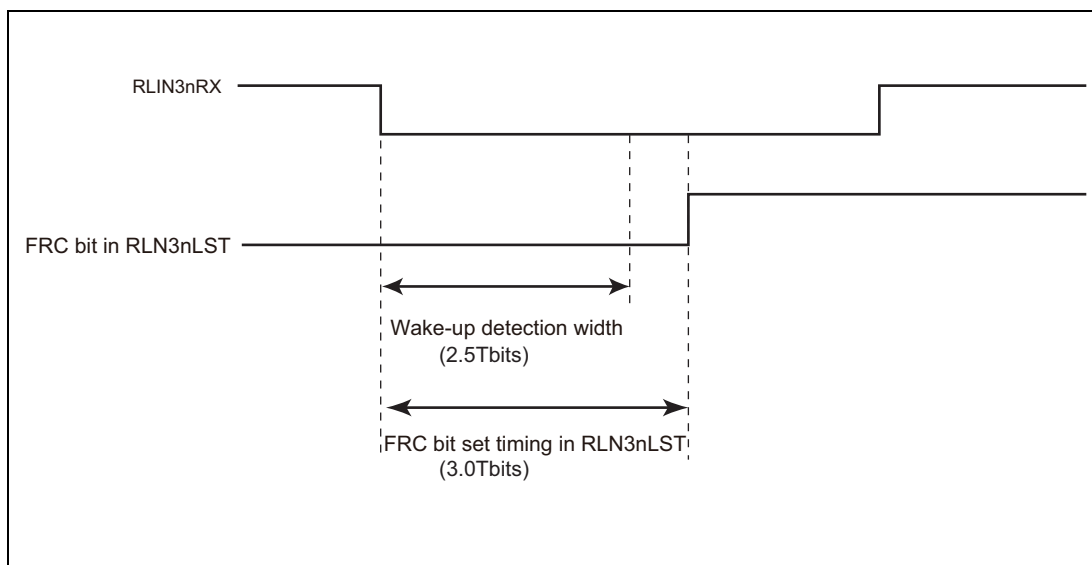 RLIN3nRX
FRC bit in RLN3nLST
Wake-up detection width
(2.5Tbits)
FRC bit set timing in RLN3nLST
(3.0Tbits)